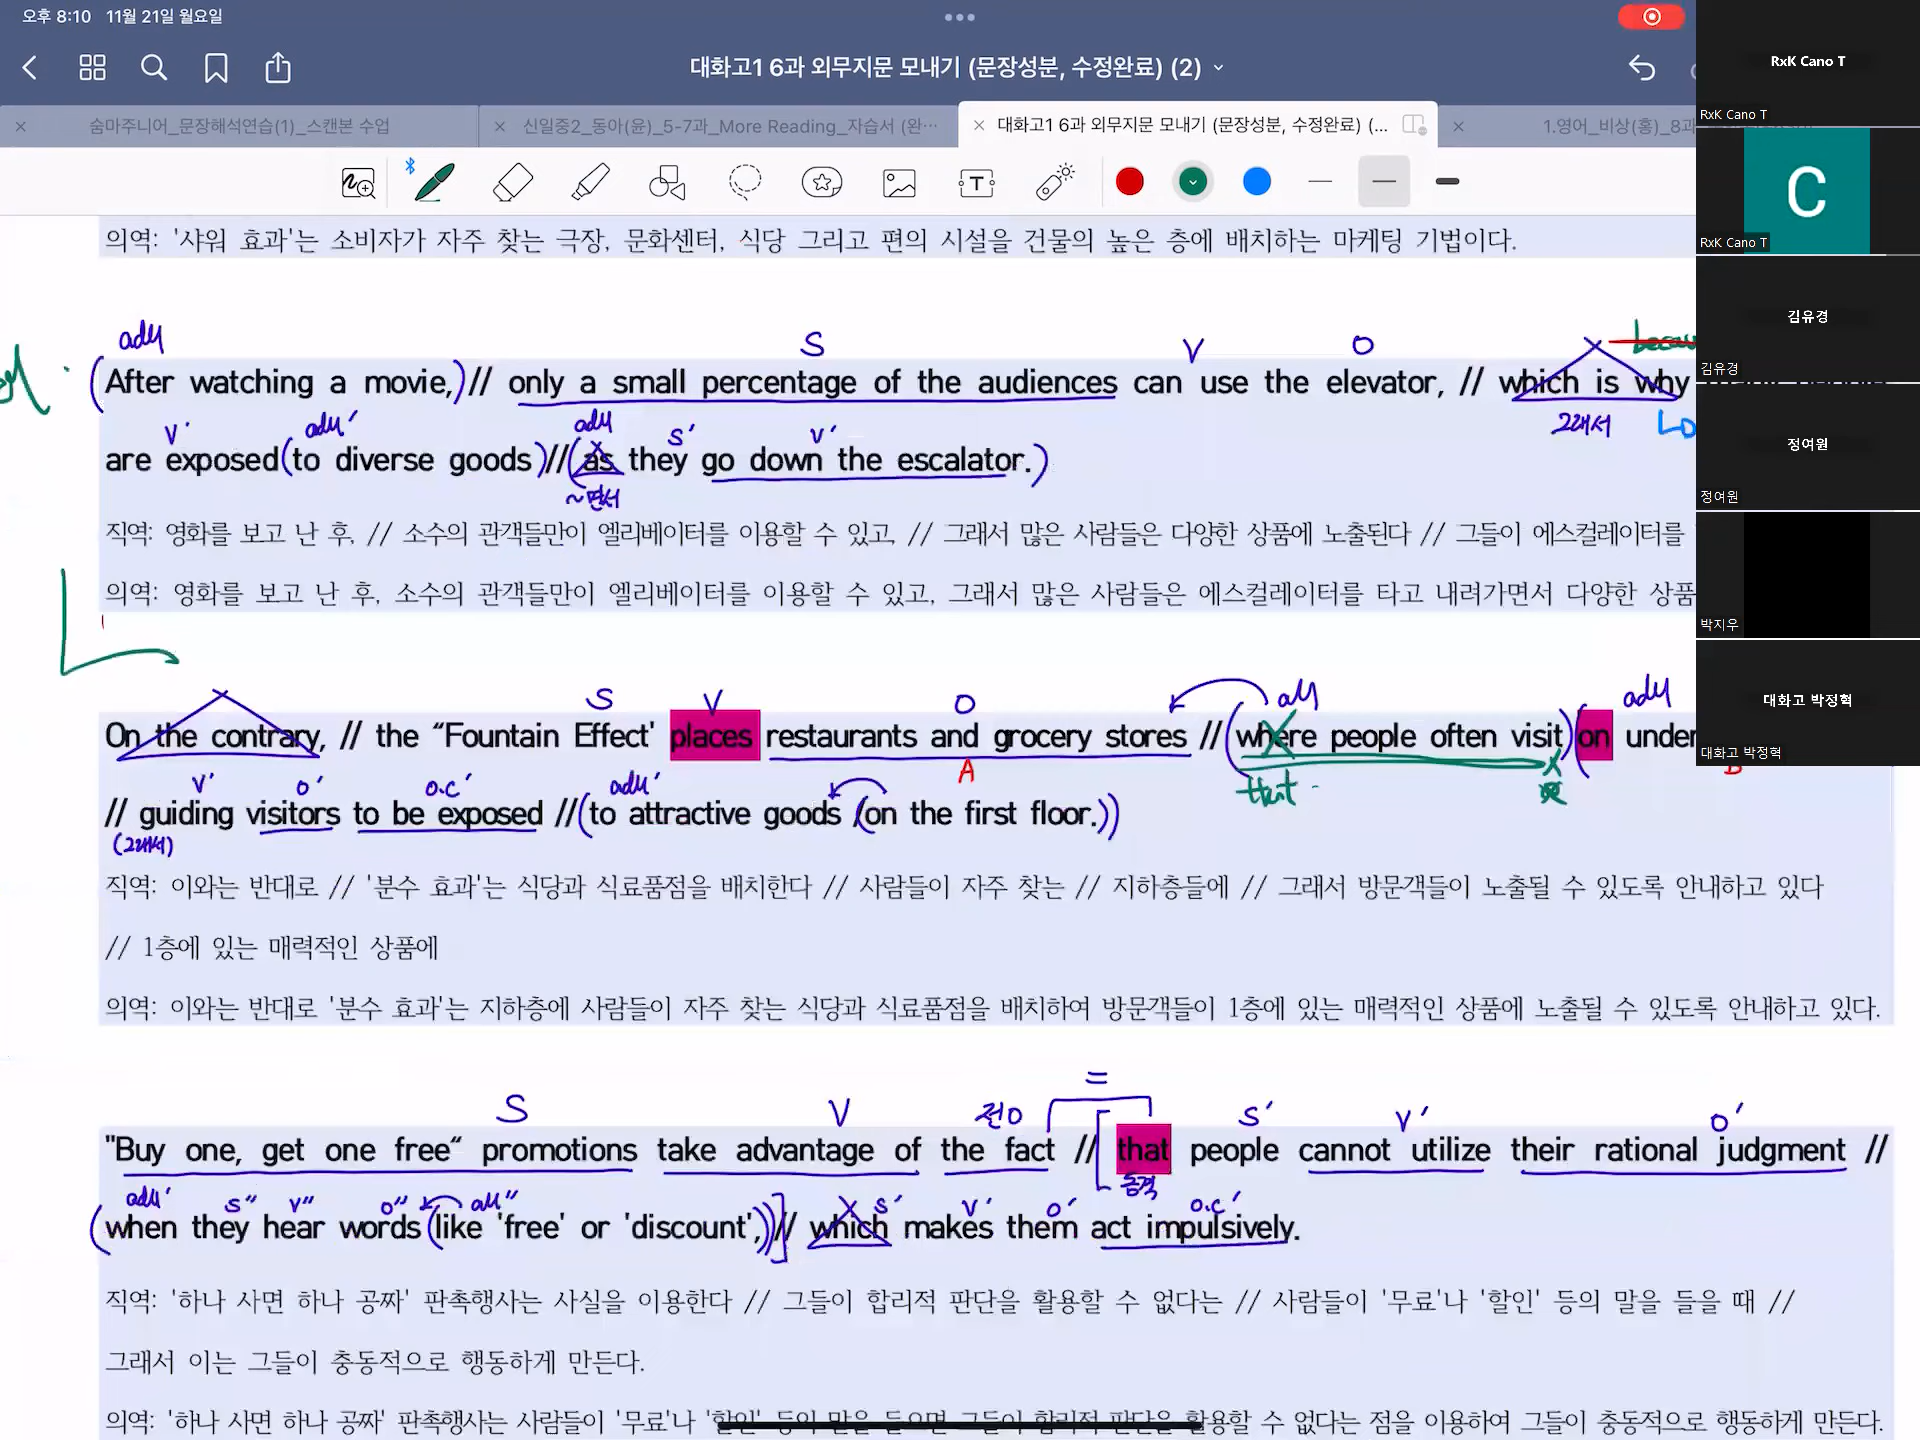 오후 8:10 11월 21일 월요일
대화고1 6과 외무지문 모내기 (문장성분, 수정완료) (2)
숨마주니어_문장해석연습(1)_스캔본 수업
신일중2_동아(윤)_5-7과_More Reading_자습서 (완…
대화고1 6과 외무지문 모내기 (문장성분, 수정완료) (...
1.영어_비상(홍)_8과
의역: '샤워 효과'는 소비자가 자주 찾는 극장, 문화센터, 식당 그리고 편의 시설을 건물의 높은 층에 배치하는 마케팅 기법이다.
adv S V O
(After watching a movie,) // only a small percentage of the audiences can use the elevator, // which is why
그래서
V' adv' adv S' V'
are exposed (to diverse goods) // (as they go down the escalator.)
~면서
직역: 영화를 보고 난 후, // 소수의 관객들만이 엘리베이터를 이용할 수 있고, // 그래서 많은 사람들은 다양한 상품에 노출된다 // 그들이 에스컬레이터를
의역: 영화를 보고 난 후, 소수의 관객들만이 엘리베이터를 이용할 수 있고, 그래서 많은 사람들은 에스컬레이터를 타고 내려가면서 다양한 상품
S V O adv
On the contrary, // the “Fountain Effect' places restaurants and grocery stores // (where people often visit) (on under
A B
that
V' O' O.C' adv'
// guiding visitors to be exposed // (to attractive goods (on the first floor.))
(그래서)
직역: 이와는 반대로 // '분수 효과'는 식당과 식료품점을 배치한다 // 사람들이 자주 찾는 // 지하층들에 // 그래서 방문객들이 노출될 수 있도록 안내하고 있다
// 1층에 있는 매력적인 상품에
의역: 이와는 반대로 '분수 효과'는 지하층에 사람들이 자주 찾는 식당과 식료품점을 배치하여 방문객들이 1층에 있는 매력적인 상품에 노출될 수 있도록 안내하고 있다.
S V 전O = S' V' O'
"Buy one, get one free“ promotions take advantage of the fact // [that people cannot utilize their rational judgment //
동격
adv' S" V" O" S' V' O' O.C'
(when they hear words (like 'free' or 'discount',))] // which makes them act impulsively.
직역: '하나 사면 하나 공짜' 판촉행사는 사실을 이용한다 // 그들이 합리적 판단을 활용할 수 없다는 // 사람들이 '무료'나 '할인' 등의 말을 들을 때 //
그래서 이는 그들이 충동적으로 행동하게 만든다.
의역: '하나 사면 하나 공짜' 판촉행사는 사람들이 '무료'나 '할인' 등의 말을 들으면 그들이 합리적 판단을 활용할 수 없다는 점을 이용하여 그들이 충동적으로 행동하게 만든다.
RxK Cano T
RxK Cano T
C
RxK Cano T
김유경
김유경
정여원
정여원
박지우
대화고 박정혁
대화고 박정혁